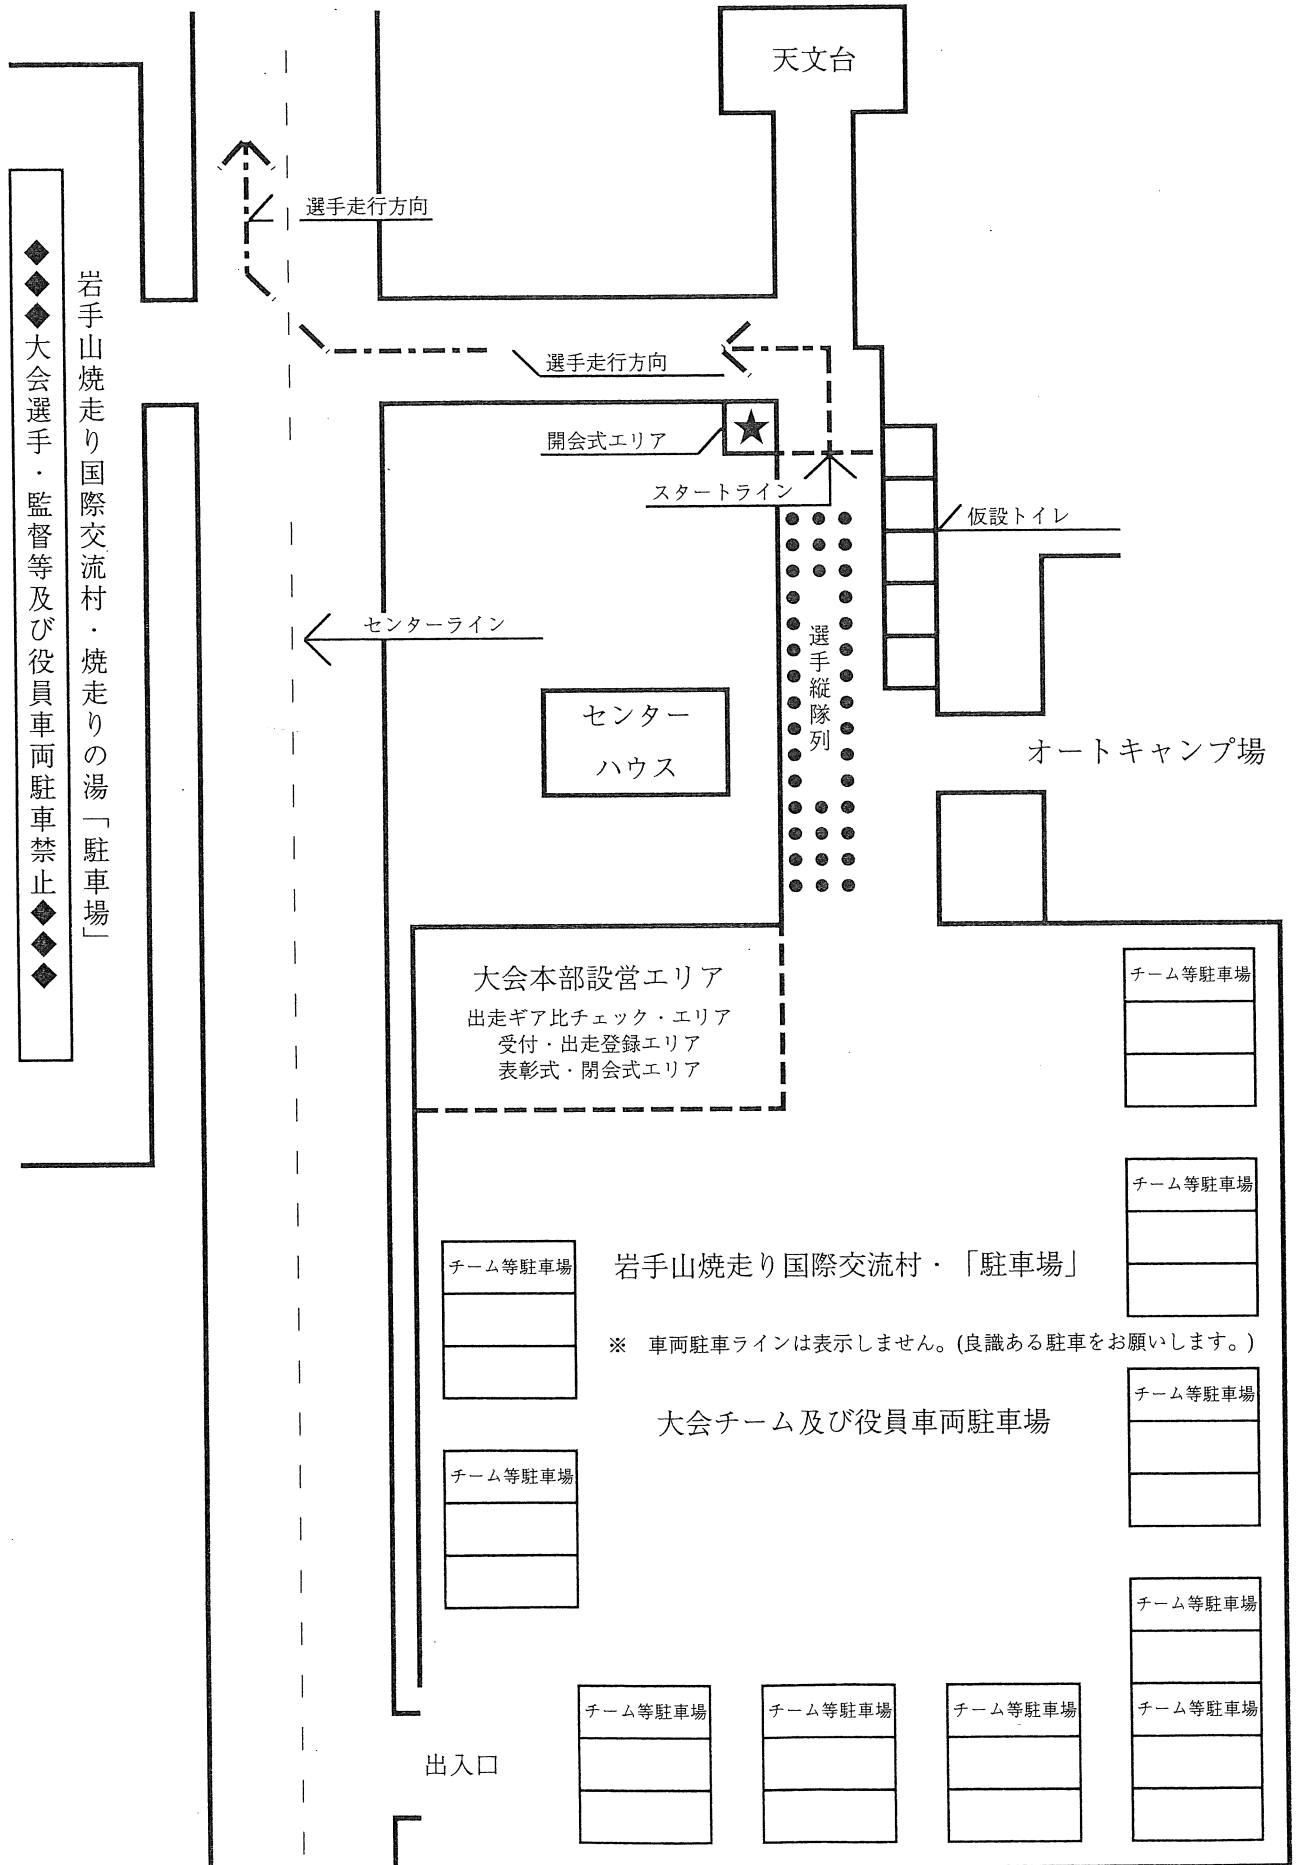 天文台
選手走行方向
選手走行方向
開会式エリア
スタートライン
仮設トイレ
岩手山焼走り国際交流村・焼走りの湯「駐車場」
◆◆◆大会選手・監督等及び役員車両駐車禁止◆◆◆
センターライン
選手縦隊列
センター
ハウス
オートキャンプ場
大会本部設営エリア
出走ギア比チェック・エリア
受付・出走登録エリア
表彰式・閉会式エリア
チーム等駐車場
チーム等駐車場
チーム等駐車場
岩手山焼走り国際交流村・「駐車場」
※ 車両駐車ラインは表示しません。(良識ある駐車をお願いします。)
チーム等駐車場
大会チーム及び役員車両駐車場
チーム等駐車場
チーム等駐車場
チーム等駐車場
チーム等駐車場
チーム等駐車場
チーム等駐車場
出入口